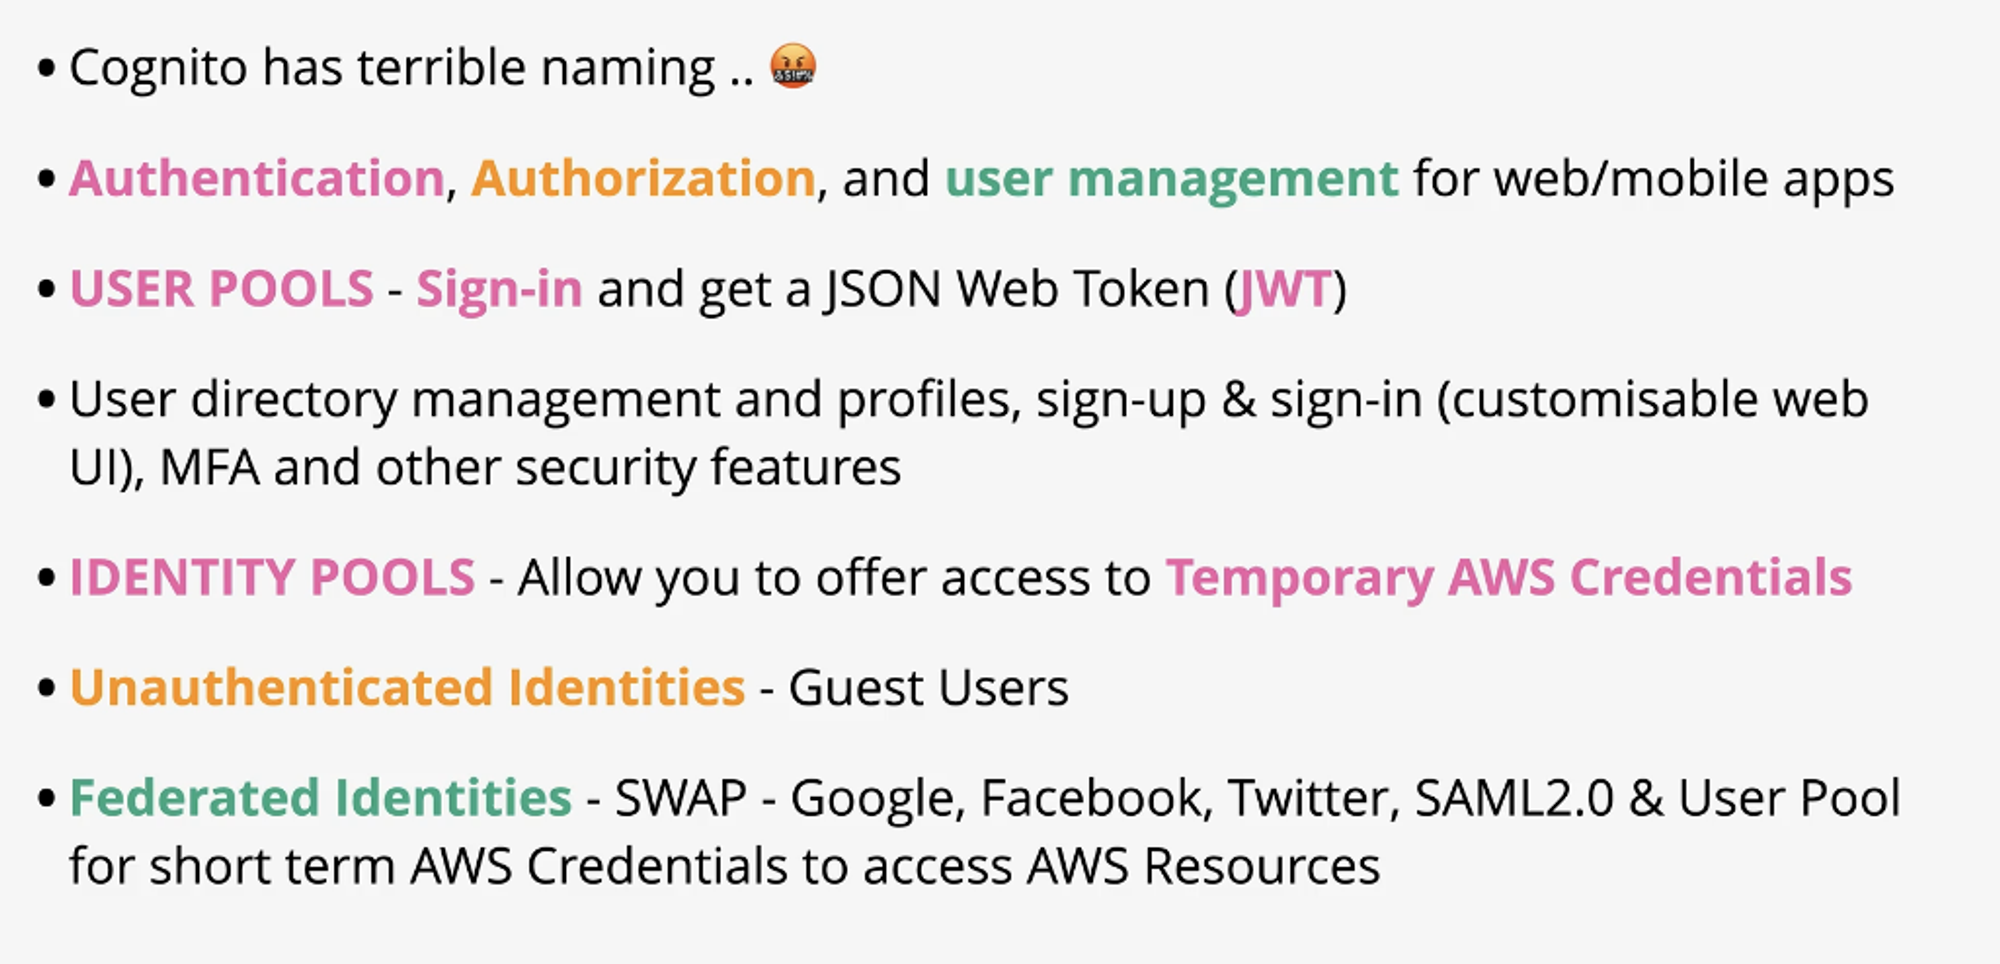 • Cognito has terrible naming .. 🤬
• Authentication, Authorization, and user management for web/mobile apps
• USER POOLS - Sign-in and get a JSON Web Token (JWT)
• User directory management and profiles, sign-up & sign-in (customisable web
UI), MFA and other security features
• IDENTITY POOLS - Allow you to offer access to Temporary AWS Credentials
• Unauthenticated Identities - Guest Users
• Federated Identities - SWAP - Google, Facebook, Twitter, SAML2.0 & User Pool
for short term AWS Credentials to access AWS Resources